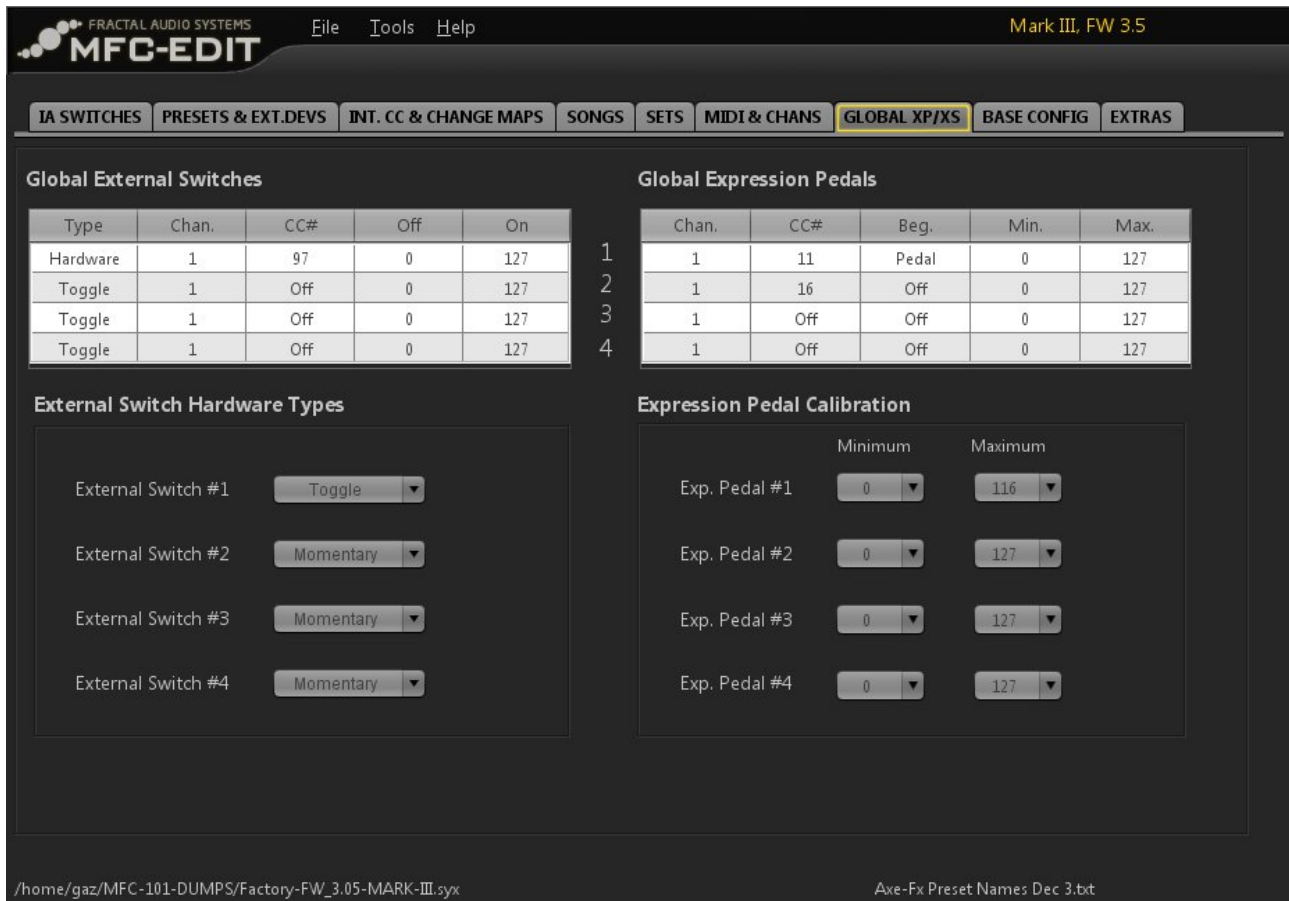 FRACTAL AUDIO SYSTEMS
MFC-EDIT
File Tools Help
Mark III, FW 3.5
IA SWITCHES PRESETS & EXT.DEVS INT. CC & CHANGE MAPS SONGS SETS MIDI & CHANS GLOBAL XP/XS BASE CONFIG EXTRAS
Global External Switches Global Expression Pedals
Type Chan. CC# Off On Chan. CC# Beg. Min. Max.
Hardware 1 97 0 127 1 1 11 Pedal 0 127
Toggle 1 Off 0 127 2 1 16 Off 0 127
Toggle 1 Off 0 127 3 1 Off Off 0 127
Toggle 1 Off 0 127 4 1 Off Off 0 127
External Switch Hardware Types Expression Pedal Calibration
Minimum Maximum
External Switch #1 Toggle Exp. Pedal #1 0 116
External Switch #2 Momentary Exp. Pedal #2 0 127
External Switch #3 Momentary Exp. Pedal #3 0 127
External Switch #4 Momentary Exp. Pedal #4 0 127
/home/gaz/MFC-101-DUMPS/Factory-FW_3.05-MARK-III.syx Axe-Fx Preset Names Dec 3.txt